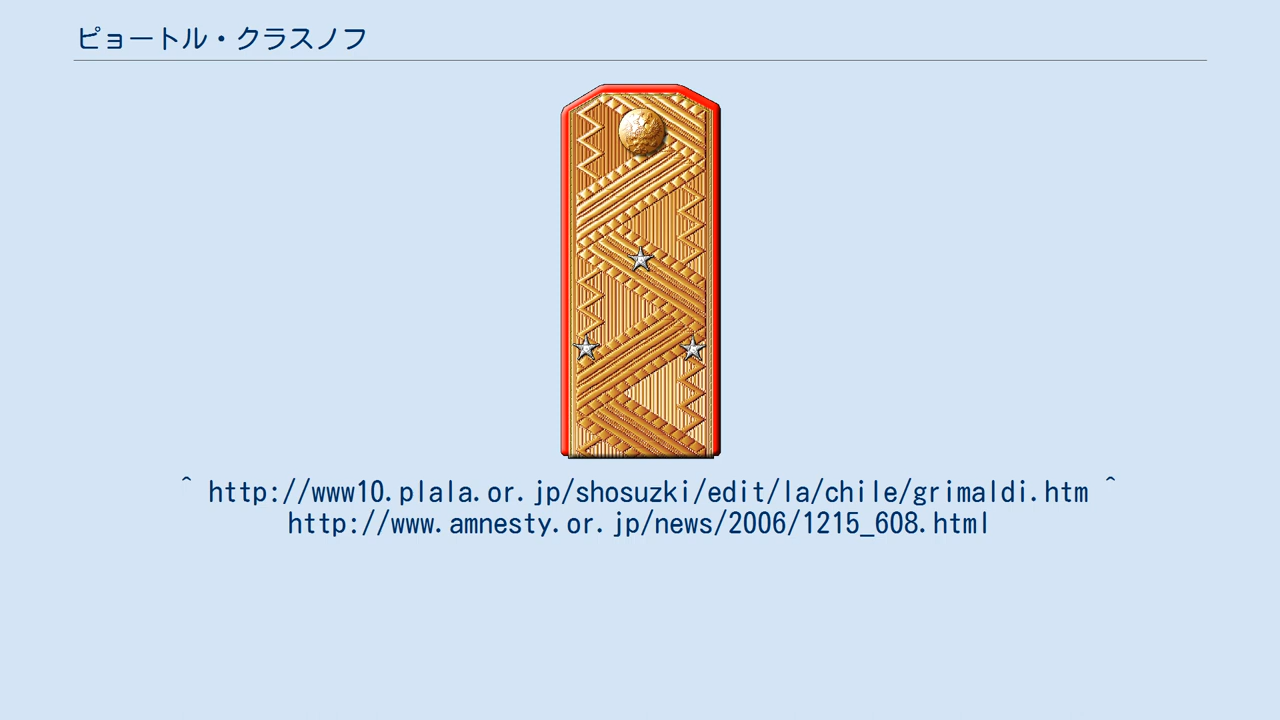 ピョートル・クラスノフ
^ http://www10.plala.or.jp/shosuzki/edit/la/chile/grimaldi.htm ^
http://www.amnesty.or.jp/news/2006/1215_608.html